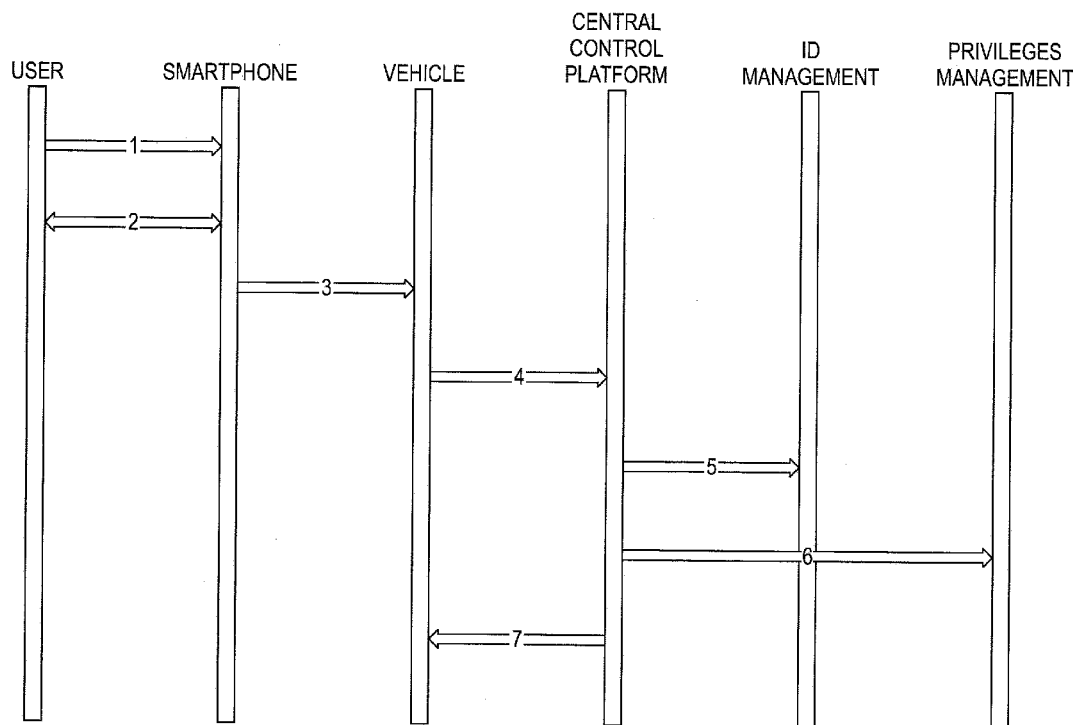 USER
SMARTPHONE
VEHICLE
CENTRAL
CONTROL
PLATFORM
ID
MANAGEMENT
PRIVILEGES
MANAGEMENT
1
2
3
4
5
6
7